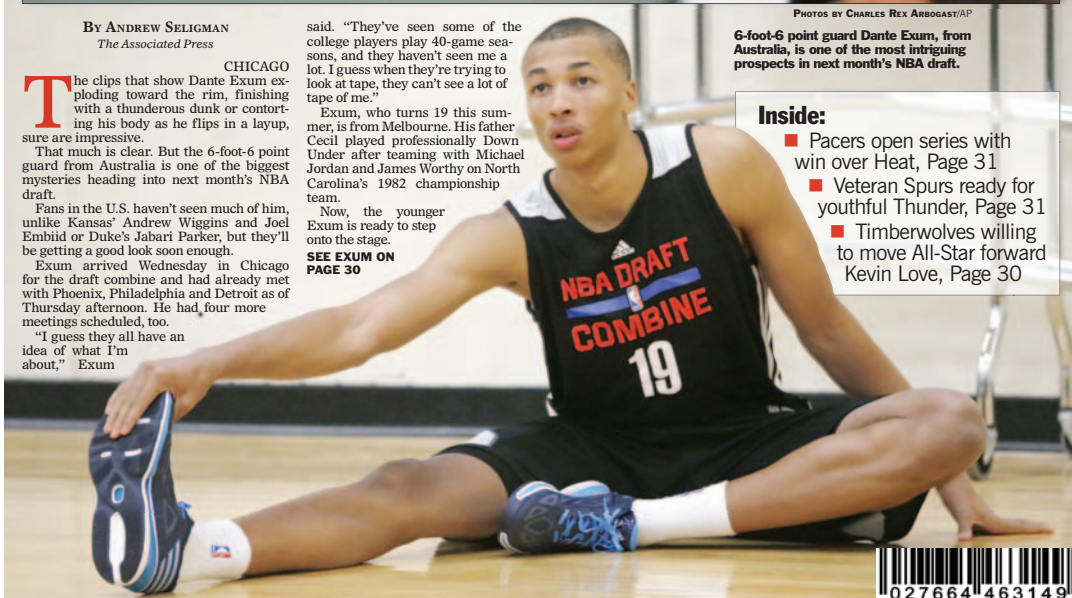 By Andrew Seligman
The Associated Press
CHICAGO
The clips that show Dante Exum ex-
ploding toward the rim, finishing
with a thunderous dunk or contort-
ing his body as he flips in a layup,
sure are impressive.
That much is clear. But the 6-foot-6 point
guard from Australia is one of the biggest
mysteries heading into next month's NBA
draft.
Fans in the U.S. haven't seen much of him,
unlike Kansas' Andrew Wiggins and Joel
Embiid or Duke's Jabari Parker, but they'll
be getting a good look soon enough.
Exum arrived Wednesday in Chicago
for the draft combine and had already met
with Phoenix, Philadelphia and Detroit as of
Thursday afternoon. He had four more
meetings scheduled, too.
"I guess they all have an
idea of what I'm
about," Exum
said. "They've seen some of the
college players play 40-game sea-
sons, and they haven't seen me a
lot. I guess when they're trying to
look at tape, they can't see a lot of
tape of me."
Exum, who turns 19 this sum-
mer, is from Melbourne. His father
Cecil played professionally Down
Under after teaming with Michael
Jordan and James Worthy on North
Carolina's 1982 championship
team.
Now, the younger
Exum is ready to step
onto the stage.
SEE EXUM ON
PAGE 30
Photos by Charles Rex Arbogast/AP
6-foot-6 point guard Dante Exum, from
Australia, is one of the most intriguing
prospects in next month's NBA draft.
Inside:
■ Pacers open series with
win over Heat, Page 31
■ Veteran Spurs ready for
youthful Thunder, Page 31
■ Timberwolves willing
to move All-Star forward
Kevin Love, Page 30
adidas
NBA DRAFT
COMBINE
19
027664 463149